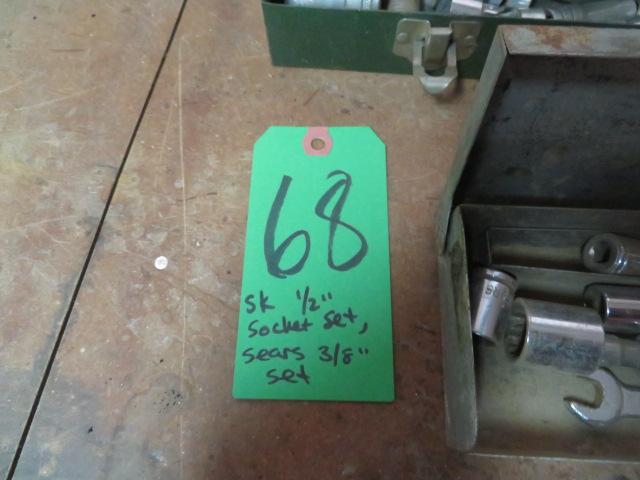 68
SK 1/2"
socket set,
sears 3/8"
set